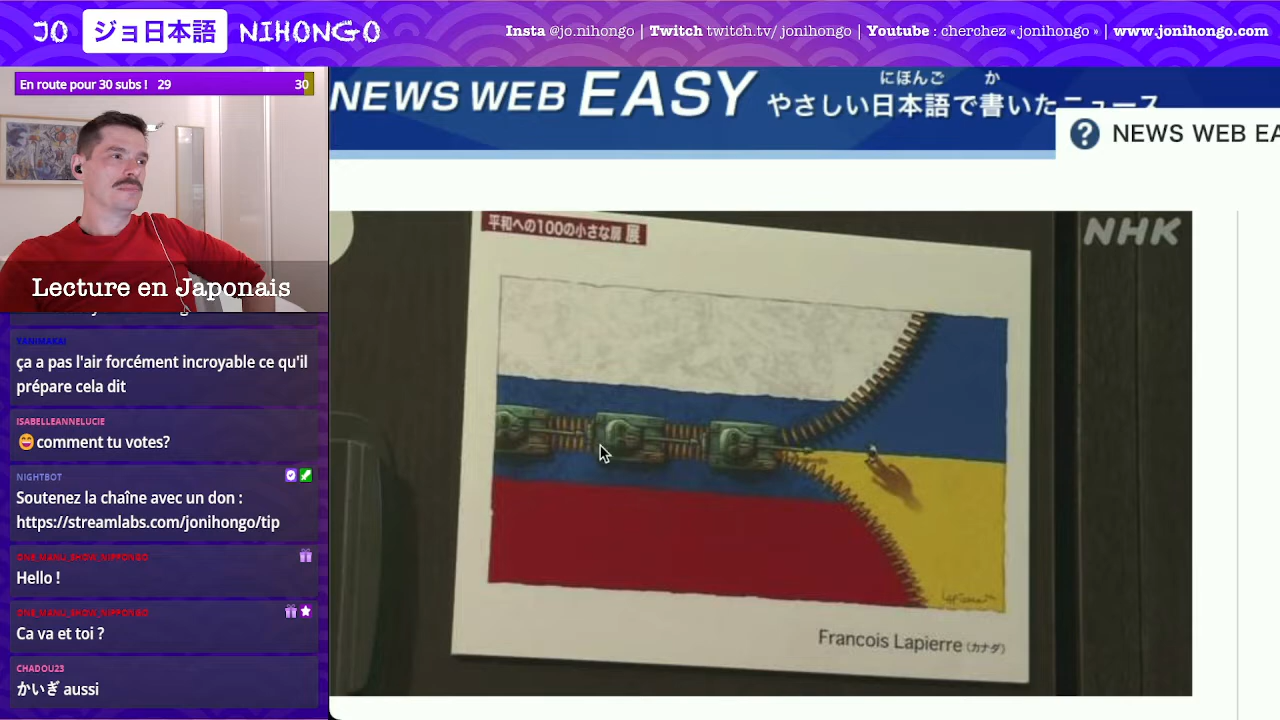 JO ジョ日本語 NIHONGO
Insta @jo.nihongo | Twitch twitch.tv/ jonihongo | Youtube : cherchez « jonihongo » | www.jonihongo.com
En route pour 30 subs ! 29 30
Lecture en Japonais
YANIMAKAI
ça a pas l'air forcément incroyable ce qu'il
prépare cela dit
ISABELLEANNELUCIE
😄comment tu votes?
NIGHTBOT
Soutenez la chaîne avec un don :
https://streamlabs.com/jonihongo/tip
ONE_MANU_SHOW_NIPPONGO
Hello !
ONE_MANU_SHOW_NIPPONGO
Ca va et toi ?
CHADOU23
かいぎ aussi
にほんご か
NEWS WEB EASY やさしい日本語で書いたニュース
NEWS WEB EA
NHK
平和への100の小さな扉 展
Francois Lapierre (カナダ)